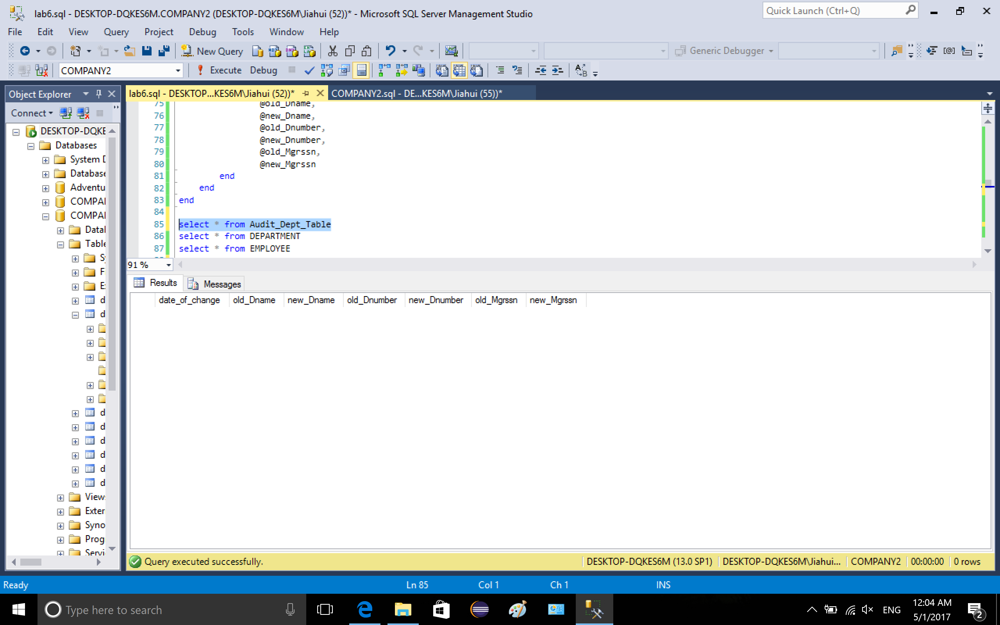 lab6.sql - DESKTOP-DQKES6M.COMPANY2 (DESKTOP-DQKES6M\Jiahui (52))* - Microsoft SQL Server Management Studio
Quick Launch (Ctrl+Q)
File Edit View Query Project Debug Tools Window Help
New Query
Generic Debugger
COMPANY2
Execute Debug
Object Explorer
lab6.sql - DESKTOP...KES6M\Jiahui (52))*
COMPANY2.sql - DE...KES6M\Jiahui (55))*
Connect
DESKTOP-DQKE
Databases
System D
Database
Adventu
COMPAI
COMPAI
Datal
Table
S
F
E
d
d
d
d
d
d
d
d
View
Exter
Syno
Prog
Servi
75 @old_Dname,
76 @new_Dname,
77 @old_Dnumber,
78 @new_Dnumber,
79 @old_Mgrssn,
80 @new_Mgrssn
81 end
82 end
83 end
84
85 select * from Audit_Dept_Table
86 select * from DEPARTMENT
87 select * from EMPLOYEE
91 %
Results Messages
date_of_change old_Dname new_Dname old_Dnumber new_Dnumber old_Mgrssn new_Mgrssn
Query executed successfully.
DESKTOP-DQKES6M (13.0 SP1) DESKTOP-DQKES6M\Jiahui... COMPANY2 00:00:00 0 rows
Ready Ln 85 Col 1 Ch 1 INS
Type here to search
ENG
12:04 AM
5/1/2017
2